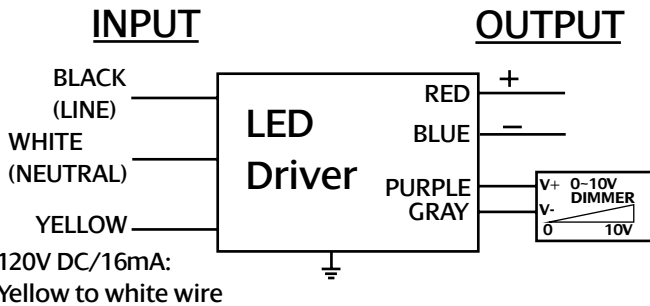 INPUT
OUTPUT
BLACK
(LINE)
WHITE
(NEUTRAL)
YELLOW
LED
Driver
RED
+
BLUE
−
PURPLE
GRAY
V+ 0~10V
DIMMER
V-
0 10V
120V DC/16mA:
Yellow to white wire